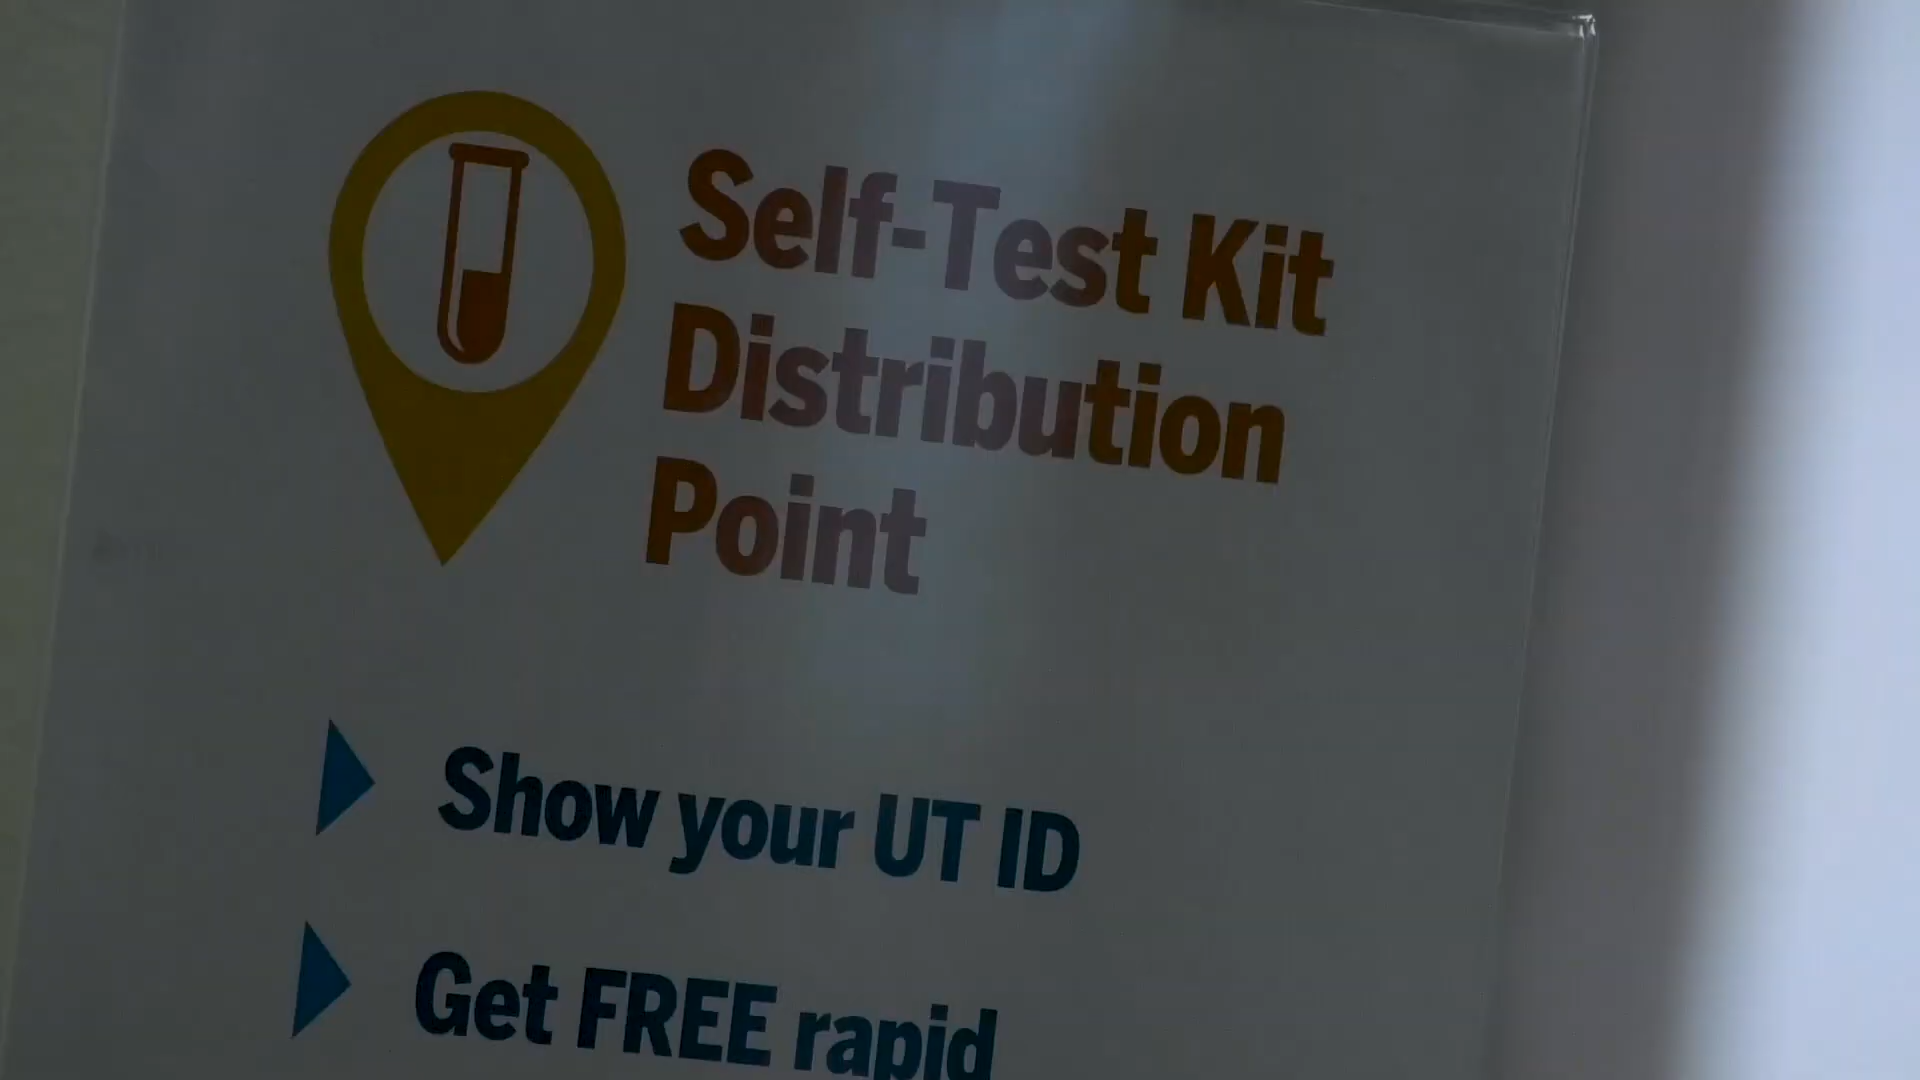 Self-Test Kit
Distribution
Point
Show your UT ID
Get FREE rapid